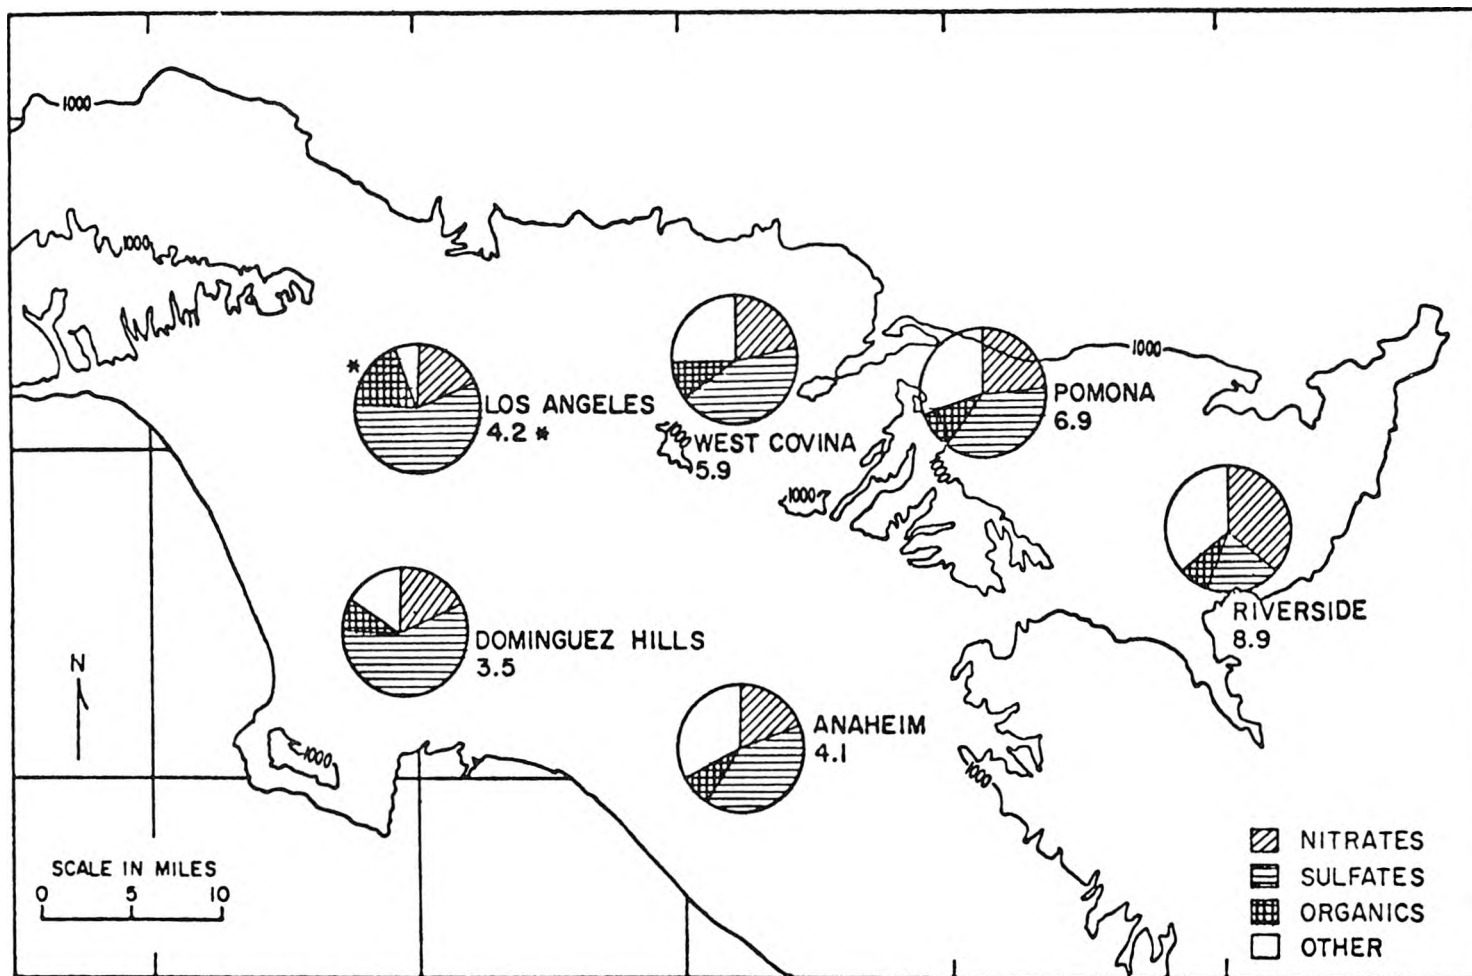 1000
1000
*
LOS ANGELES
4.2 *
1000
WEST COVINA
5.9
1000
POMONA
6.9
1000
1000
RIVERSIDE
8.9
DOMINGUEZ HILLS
3.5
N
1000
ANAHEIM
4.1
1000
SCALE IN MILES
0 5 10
NITRATES
SULFATES
ORGANICS
OTHER